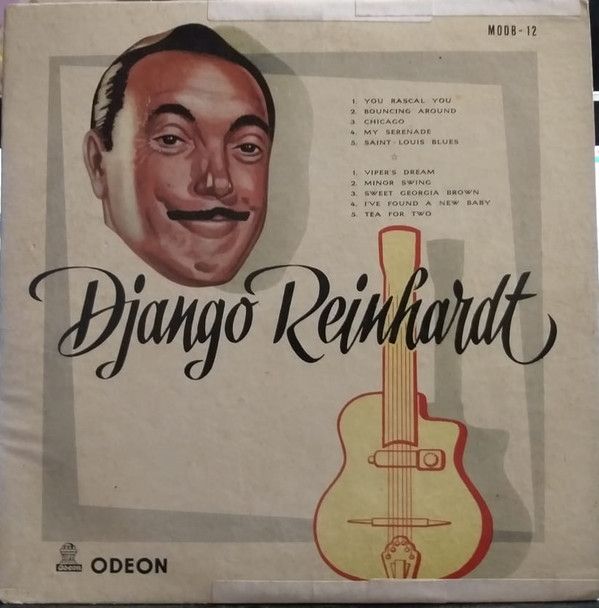 MODB-12
1. YOU RASCAL YOU
2. BOUNCING AROUND
3. CHICAGO
4. MY SERENADE
5. SAINT-LOUIS BLUES
1. VIPER'S DREAM
2. MINOR SWING
3. SWEET GEORGIA BROWN
4. I'VE FOUND A NEW BABY
5. TEA FOR TWO
Django Reinhardt
ODEON
ODEON